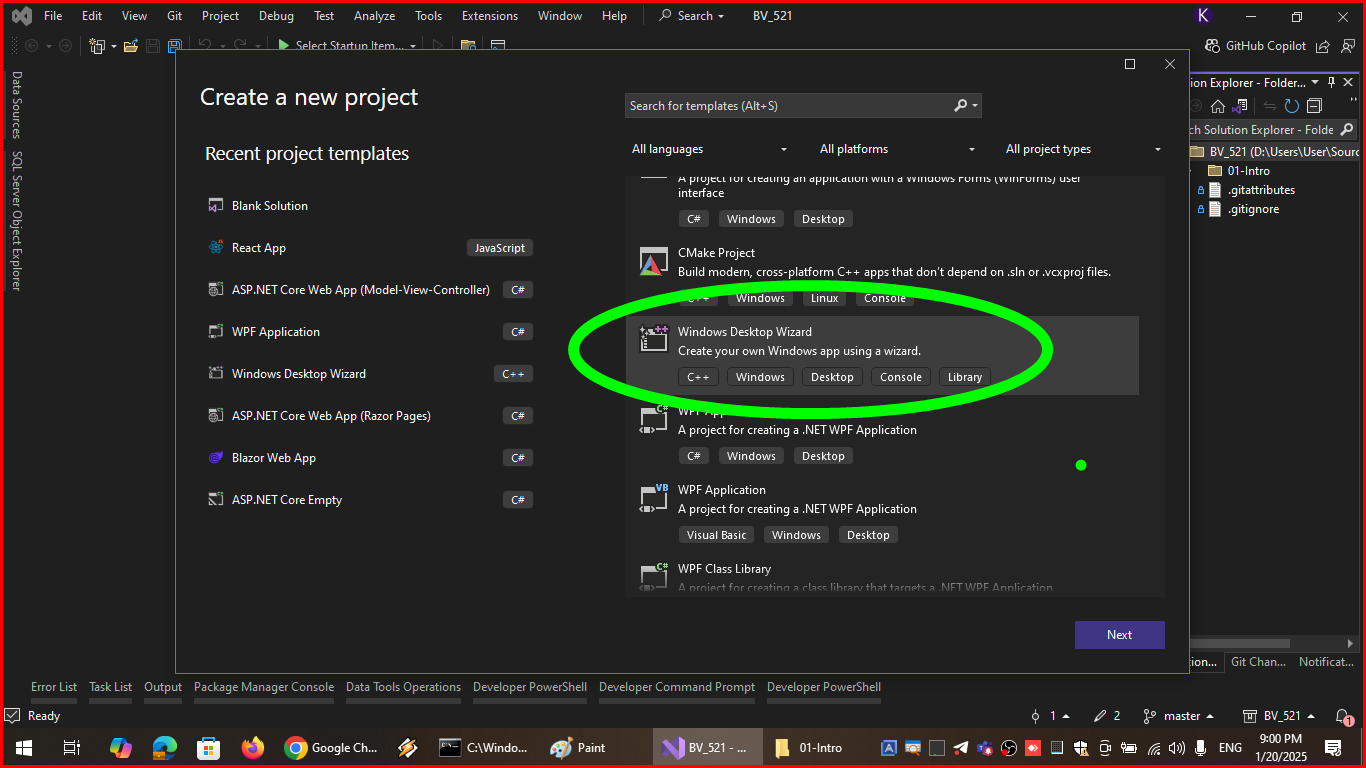 File Edit View Git Project Debug Test Analyze Tools Extensions Window Help Search BV_521 K
Select Startup Item... GitHub Copilot
Data Sources
SQL Server Object Explorer
Create a new project
Search for templates (Alt+S)
Recent project templates
All languages All platforms All project types
Blank Solution
React App JavaScript
ASP.NET Core Web App (Model-View-Controller) C#
WPF Application C#
Windows Desktop Wizard C++
ASP.NET Core Web App (Razor Pages) C#
Blazor Web App C#
ASP.NET Core Empty C#
A project for creating an application with a Windows Forms (WinForms) user
interface
C# Windows Desktop
CMake Project
Build modern, cross-platform C++ apps that don't depend on .sln or .vcxproj files.
C++ Windows Linux Console
Windows Desktop Wizard
Create your own Windows app using a wizard.
C++ Windows Desktop Console Library
WPF App
A project for creating a .NET WPF Application
C# Windows Desktop
WPF Application
A project for creating a .NET WPF Application
Visual Basic Windows Desktop
WPF Class Library
A project for creating a class library that targets a .NET WPF Application
Next
ion Explorer - Folder...
ch Solution Explorer - Folde
BV_521 (D:\Users\User\Sourc
01-Intro
.gitattributes
.gitignore
ion... Git Chan... Notificat...
Error List Task List Output Package Manager Console Data Tools Operations Developer PowerShell Developer Command Prompt Developer PowerShell
Ready 1 2 master BV_521 1
Google Ch... C:\Windo... Paint BV_521 - ... 01-Intro ENG 9:00 PM
1/20/2025